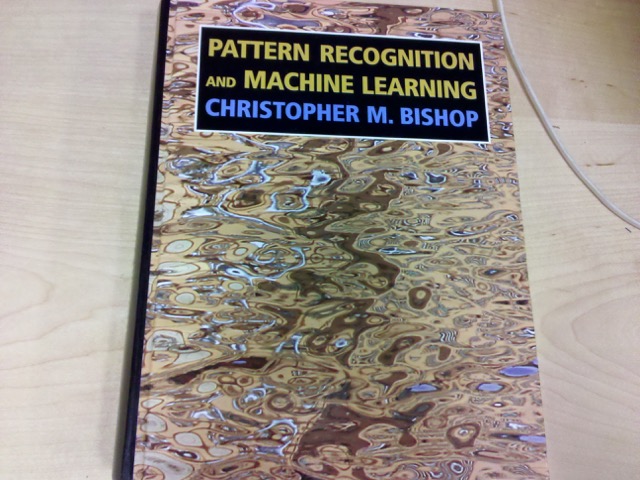 PATTERN RECOGNITION
AND MACHINE LEARNING
CHRISTOPHER M. BISHOP